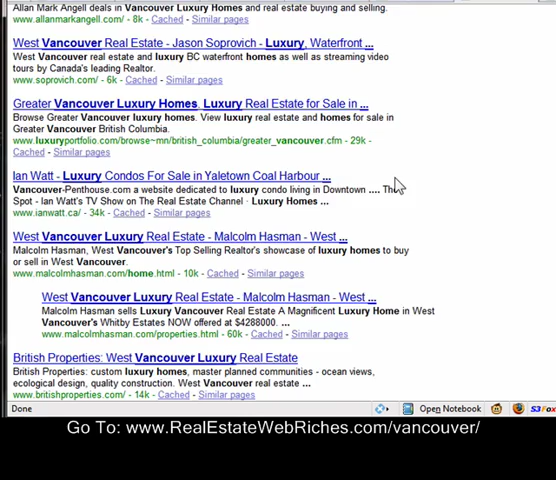 Allan Mark Angell deals in Vancouver Luxury Homes and real estate buying and selling.
www.allanmarkangell.com/ - 8k - Cached - Similar pages
West Vancouver Real Estate - Jason Soprovich - Luxury, Waterfront ...
West Vancouver real estate and luxury BC waterfront homes as well as streaming video
tours by Canada's leading Realtor.
www.soprovich.com/ - 6k - Cached - Similar pages
Greater Vancouver Luxury Homes, Luxury Real Estate for Sale in ...
Browse Greater Vancouver luxury homes. View luxury real estate and homes for sale in
Greater Vancouver British Columbia.
www.luxuryportfolio.com/browse~mn/british_columbia/greater_vancouver.cfm - 29k -
Cached - Similar pages
Ian Watt - Luxury Condos For Sale in Yaletown Coal Harbour ...
Vancouver-Penthouse.com a website dedicated to luxury condo living in Downtown .... The
Spot - Ian Watt's TV Show on The Real Estate Channel · Luxury Homes ...
www.ianwatt.ca/ - 34k - Cached - Similar pages
West Vancouver Luxury Real Estate - Malcolm Hasman - West ...
Malcolm Hasman, West Vancouver's Top Selling Realtor's showcase of luxury homes to buy
or sell in West Vancouver.
www.malcolmhasman.com/home.html - 10k - Cached - Similar pages
West Vancouver Luxury Real Estate - Malcolm Hasman - West ...
Malcolm Hasman sells Luxury Vancouver Real Estate A Magnificent Luxury Home in West
Vancouver's Whitby Estates NOW offered at $4288000. ...
www.malcolmhasman.com/properties.html - 60k - Cached - Similar pages
British Properties: West Vancouver Luxury Real Estate
British Properties: custom luxury homes, master planned communities - ocean views,
ecological design, quality construction. West Vancouver real estate ...
www.britishproperties.com/ - 14k - Cached - Similar pages
Done Open Notebook S3Fox
Go To: www.RealEstateWebRiches.com/vancouver/